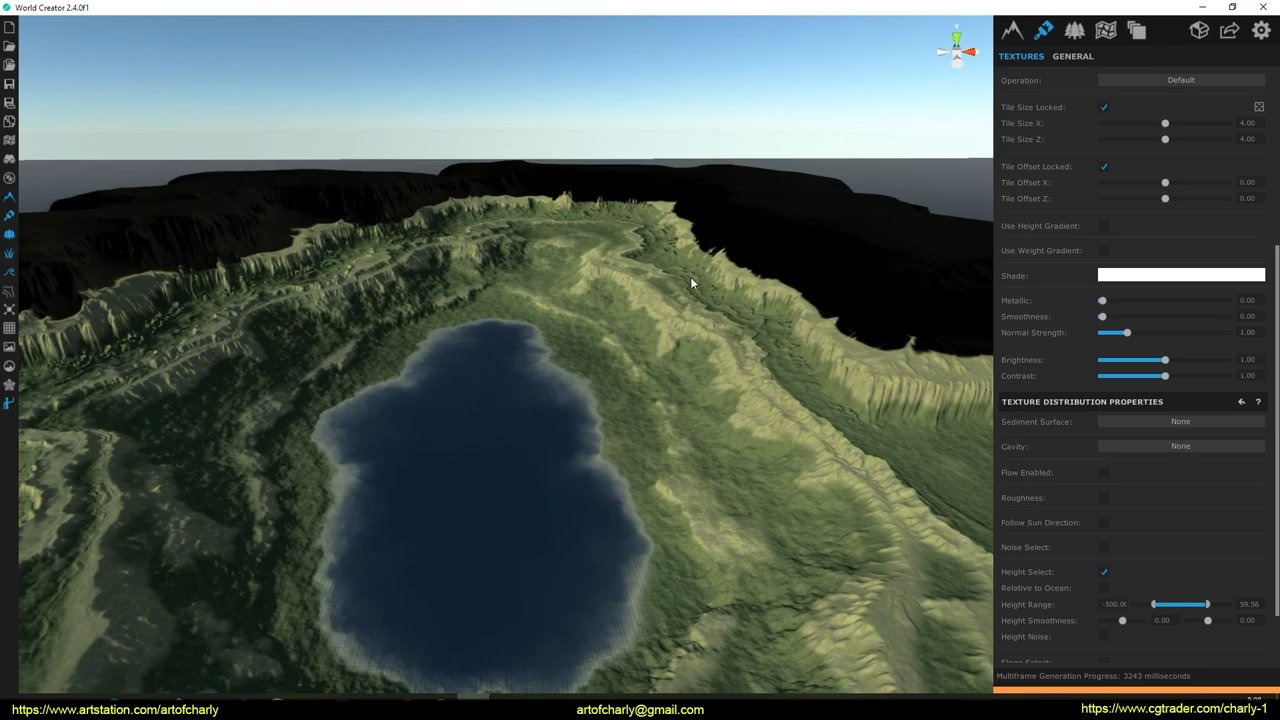 World Creator 2.4.0f1
Y
TEXTURES GENERAL
Operation: Default
Tile Size Locked:
Tile Size X: 4.00
Tile Size Z: 4.00
Tile Offset Locked:
Tile Offset X: 0.00
Tile Offset Z: 0.00
Use Height Gradient:
Use Weight Gradient:
Shade:
Metallic: 0.00
Smoothness: 0.00
Normal Strength: 1.00
Brightness: 1.00
Contrast: 1.00
TEXTURE DISTRIBUTION PROPERTIES ?
Sediment Surface: None
Cavity: None
Flow Enabled:
Roughness:
Follow Sun Direction:
Noise Select:
Height Select:
Relative to Ocean:
Height Range: -500.0 59.56
Height Smoothness: 0.00 0.00
Height Noise:
Slope Select:
Multiframe Generation Progress: 3243 milliseconds
https://www.artstation.com/artofcharly artofcharly@gmail.com https://www.cgtrader.com/charly-1